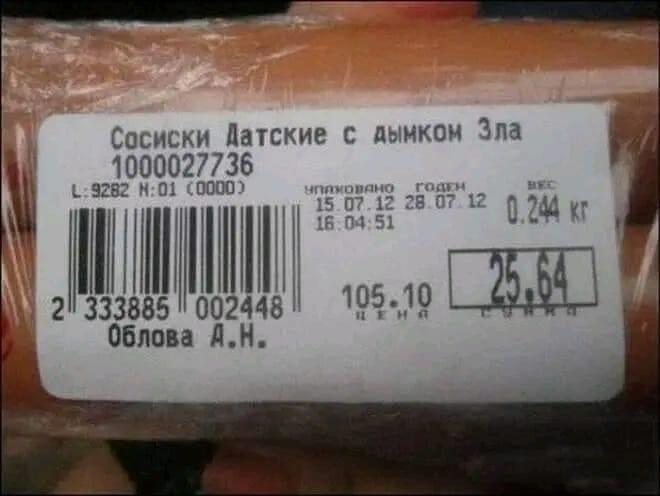 Сосиски Датские с дымком Зла
1000027736
L:9282 N:01 (0000)
УПАКОВАНО ГОДЕН ВЕС
15.07.12 28.07.12 0.244 кг
16:04:51
105.10 25.64
ЦЕНА СУММА
2 333885 002448
Облова А.Н.